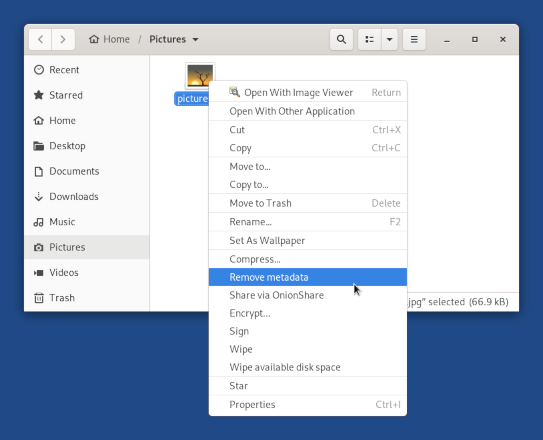 Home / Pictures
Recent
Starred
Home
Desktop
Documents
Downloads
Music
Pictures
Videos
Trash
picture
Open With Image Viewer Return
Open With Other Application
Cut Ctrl+X
Copy Ctrl+C
Move to...
Copy to...
Move to Trash Delete
Rename... F2
Set As Wallpaper
Compress...
Remove metadata
Share via OnionShare
Encrypt...
Sign
Wipe
Wipe available disk space
Star
Properties Ctrl+I
.jpg" selected (66.9 kB)